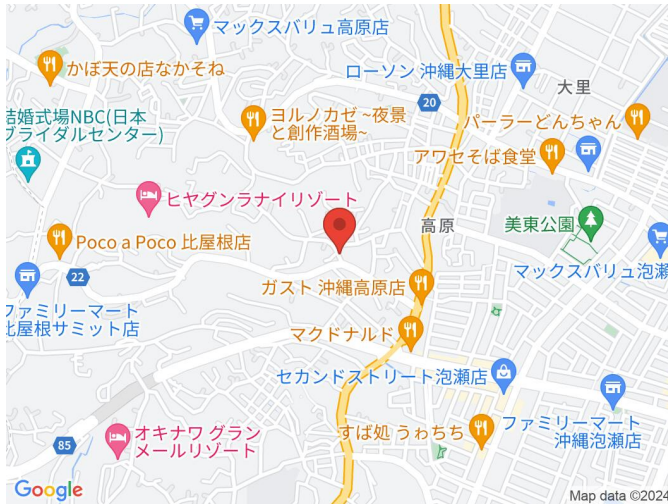 マックスバリュ高原店
かぼ天の店なかそね
ローソン 沖縄大里店
大里
20
結婚式場NBC(日本
ブライダルセンター)
ヨルノカゼ ~夜景
と創作酒場~
パーラーどんちゃん
アワセそば食堂
ヒヤグンラナイリゾート
高原
美東公園
Poco a Poco 比屋根店
22
マックスバリュ泡瀬
ガスト 沖縄高原店
ファミリーマート
比屋根サミット店
マクドナルド
セカンドストリート泡瀬店
85
オキナワ グラン
メールリゾート
すば処 うわちち
ファミリーマート
沖縄泡瀬店
Google
Map data ©2024